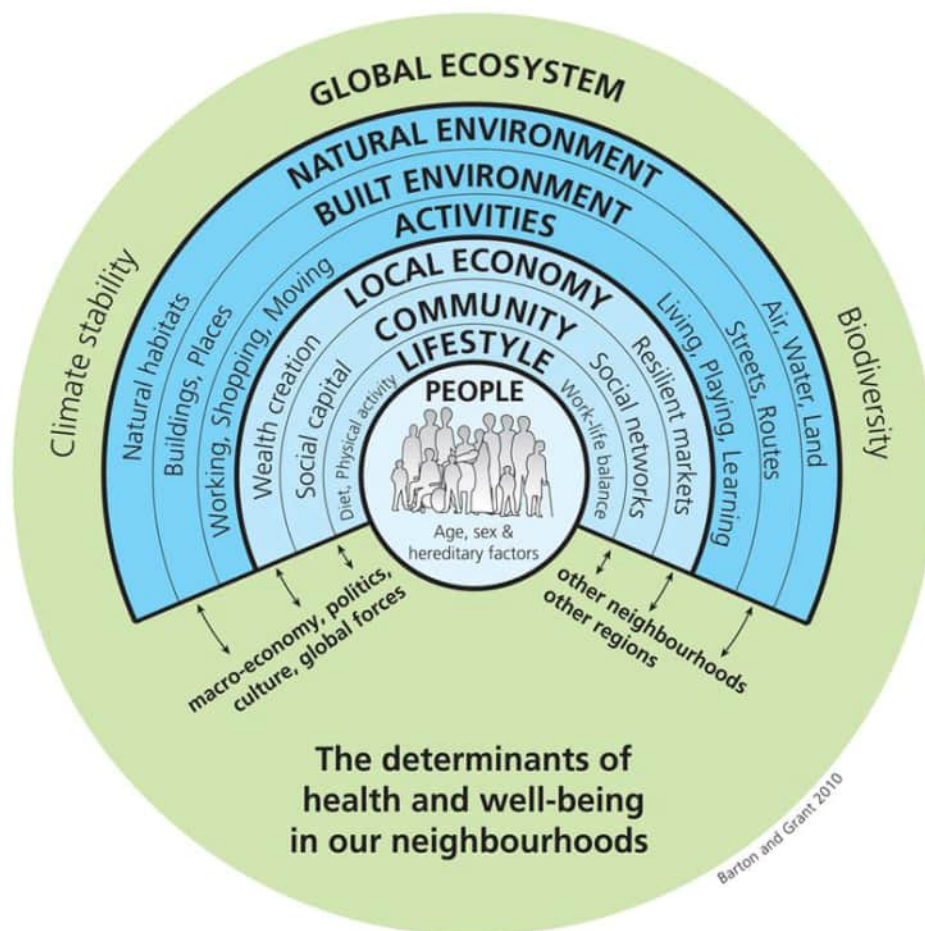 GLOBAL ECOSYSTEM
NATURAL ENVIRONMENT
BUILT ENVIRONMENT
ACTIVITIES
LOCAL ECONOMY
COMMUNITY
LIFESTYLE
PEOPLE
Age, sex &
hereditary factors
Climate stability
Natural habitats
Buildings, Places
Working, Shopping, Moving
Wealth creation
Social capital
Diet, Physical activity
Work-life balance
Social networks
Resilient markets
Living, Playing, Learning
Streets, Routes
Air, Water, Land
Biodiversity
macro-economy, politics,
culture, global forces
other neighbourhoods
other regions
The determinants of
health and well-being
in our neighbourhoods
Barton and Grant 2010